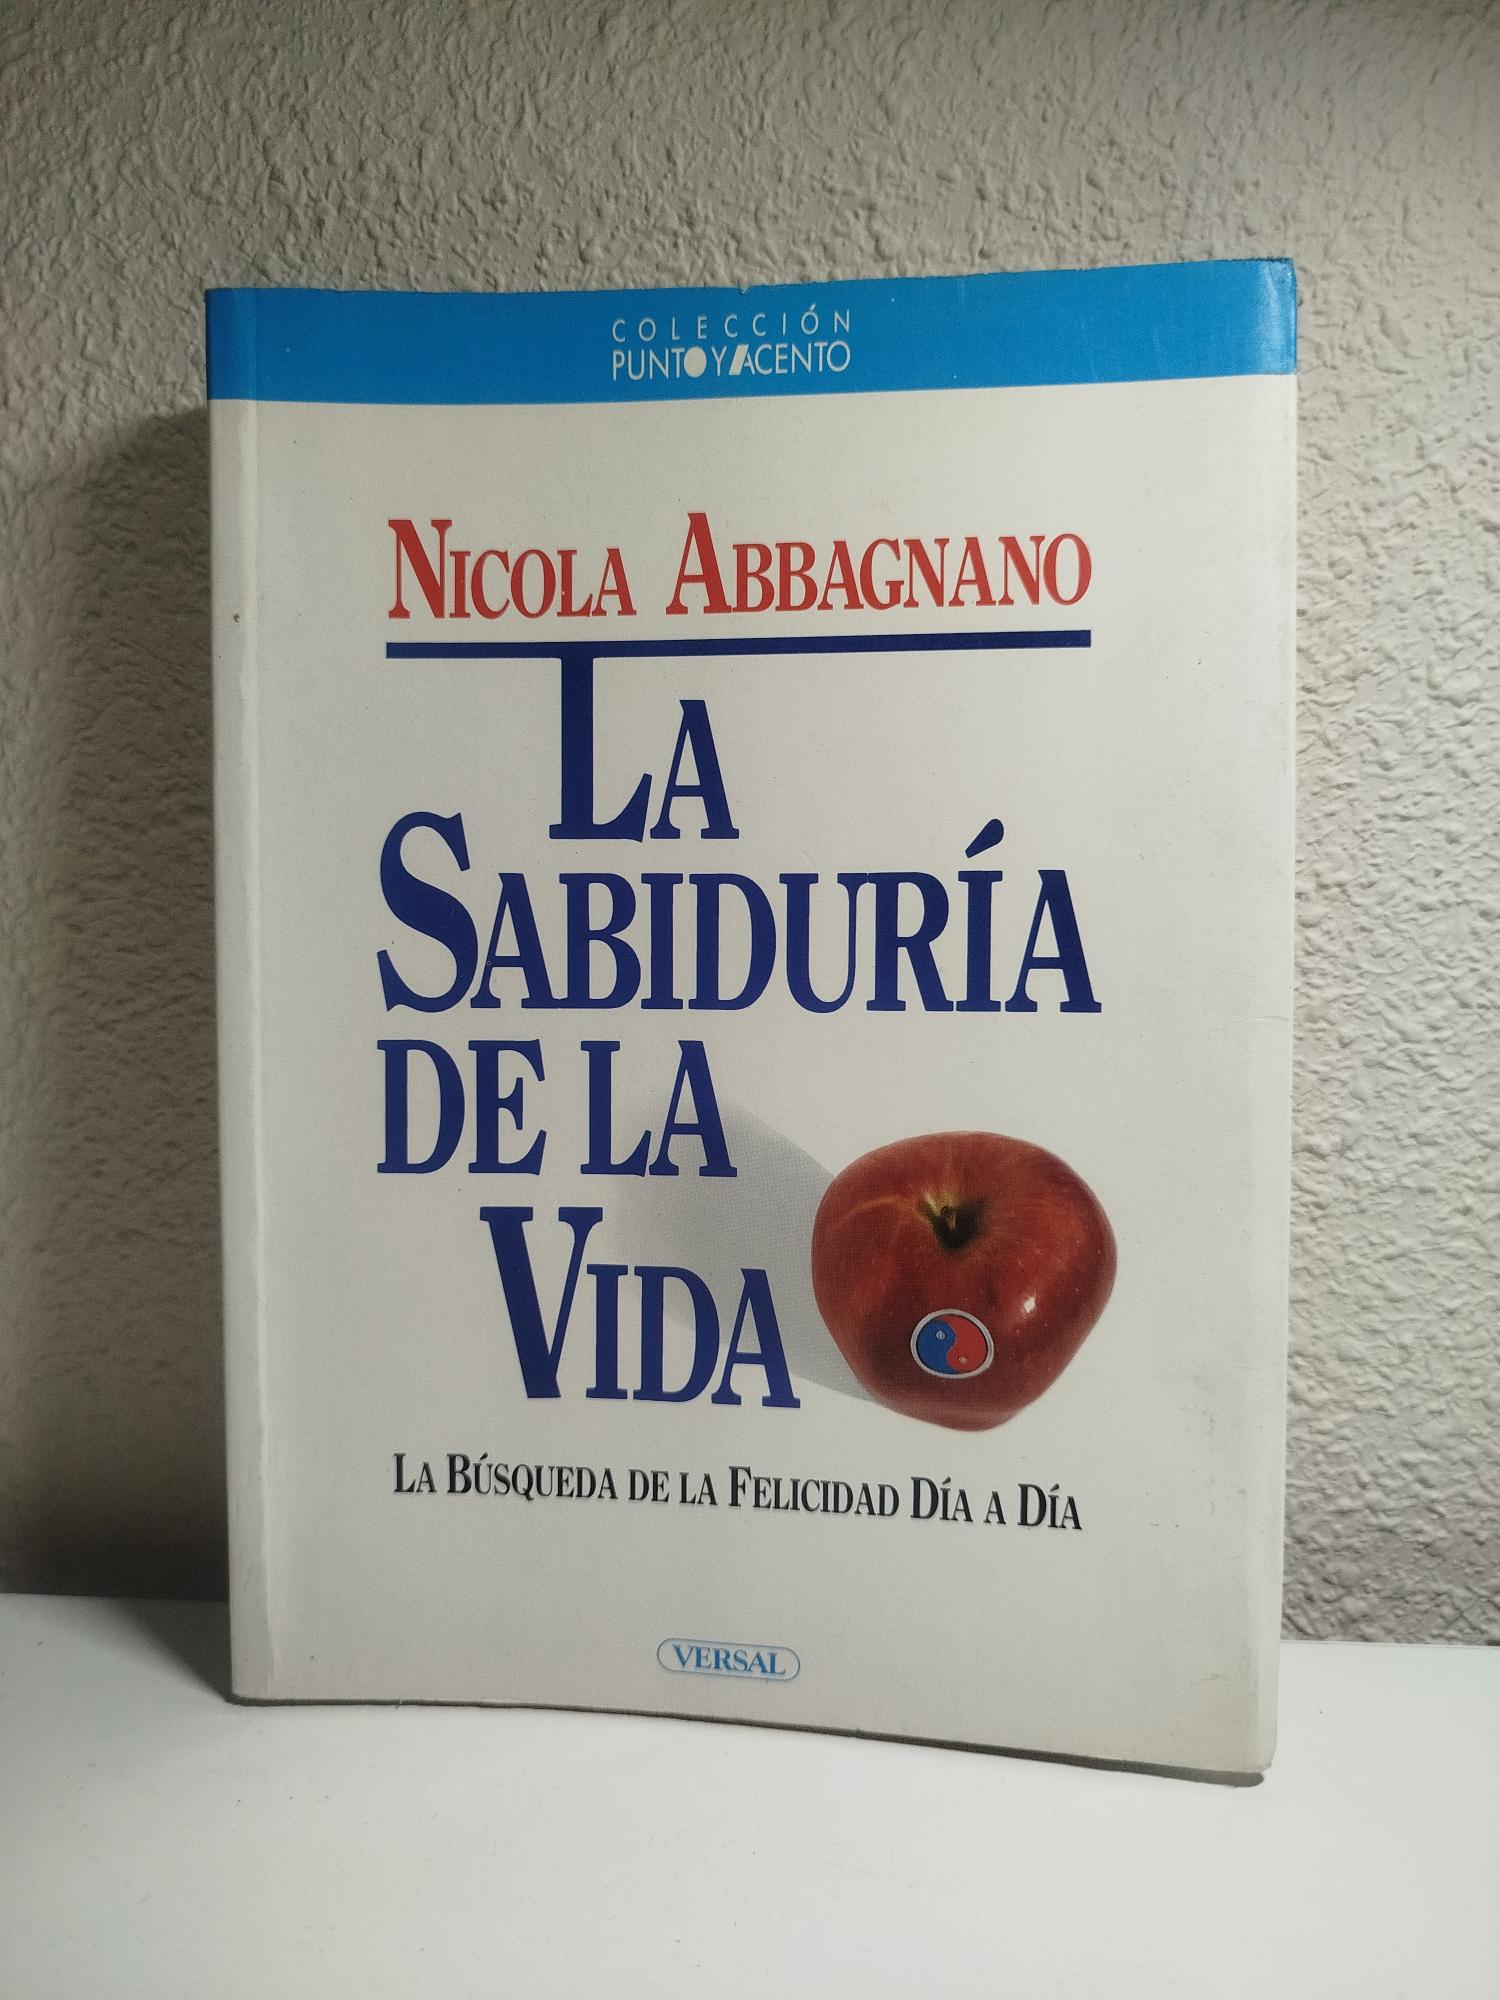 COLECCIÓN
PUNTO Y ACENTO
NICOLA ABBAGNANO
LA
SABIDURÍA
DE LA
VIDA
LA BÚSQUEDA DE LA FELICIDAD DÍA A DÍA
VERSAL